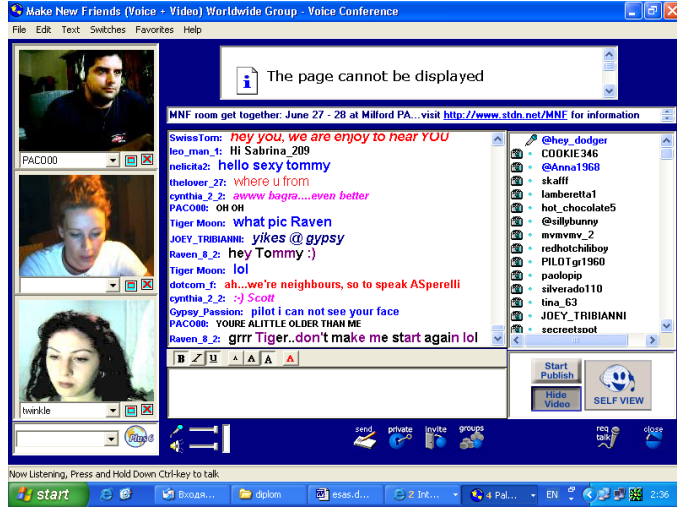 Make New Friends (Voice + Video) Worldwide Group - Voice Conference
File Edit Text Switches Favorites Help
The page cannot be displayed
MNF room get together: June 27 - 28 at Milford PA...visit http://www.stdn.net/MNF for information
PACO00
twinkle
Plus 6
SwissTom: hey you, we are enjoy to hear YOU
leo_man_1: Hi Sabrina_209
nelicita2: hello sexy tommy
thelover_27: where u from
cynthia_2_2: awww bagra....even better
PACO00: OH OH
Tiger Moon: what pic Raven
JOEY_TRIBIANNI: yikes @ gypsy
Raven_8_2: hey Tommy :)
Tiger Moon: lol
dotcom_f: ah...we're neighbours, so to speak ASperelli
cynthia_2_2: :-) Scott
Gypsy_Passion: pilot i can not see your face
PACO00: YOURE ALITTLE OLDER THAN ME
Raven_8_2: grrr Tiger..don't make me start again lol
@hey_dodger
COOKIE346
@Anna1968
skafff
lamberetta1
hot_chocolate5
@sillybunny
mvmvmv_2
redhotchiliboy
PILOTgr1960
paolopip
silverado110
tina_63
JOEY_TRIBIANNI
secreetspot
B I U A A A A
Start Publish
Hide Video
SELF VIEW
send private invite groups
req talk
close
Now Listening, Press and Hold Down Ctrl-key to talk
start
Входя...
diplom
esas.d...
2 Int...
4 Pal...
EN
2:36